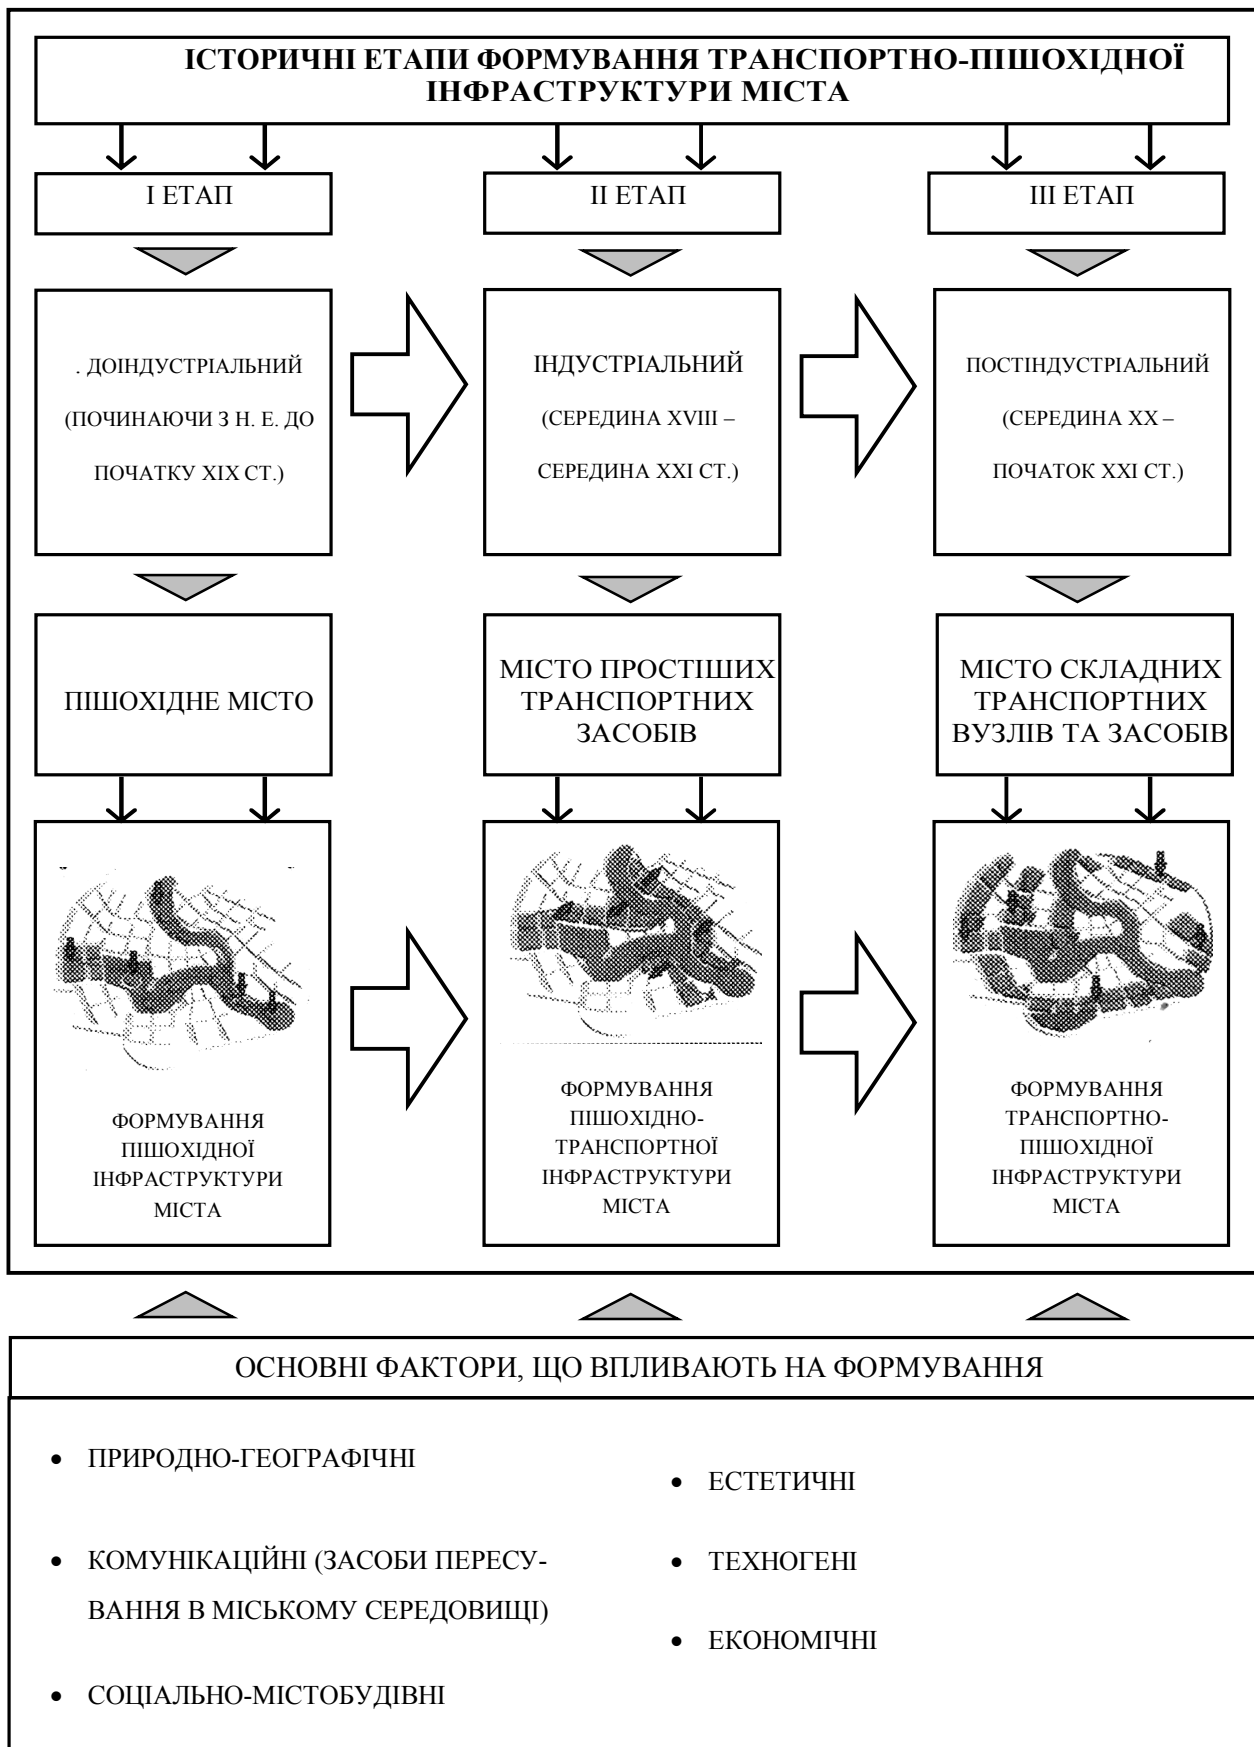 ІСТОРИЧНІ ЕТАПИ ФОРМУВАННЯ ТРАНСПОРТНО-ПІШОХІДНОЇ
ІНФРАСТРУКТУРИ МІСТА
І ЕТАП
ІІ ЕТАП
ІІІ ЕТАП
. ДОІНДУСТРІАЛЬНИЙ
(ПОЧИНАЮЧИ З Н. Е. ДО
ПОЧАТКУ XIX СТ.)
ІНДУСТРІАЛЬНИЙ
(СЕРЕДИНА XVIII –
СЕРЕДИНА XXI СТ.)
ПОСТІНДУСТРІАЛЬНИЙ
(СЕРЕДИНА XX –
ПОЧАТОК XXI СТ.)
ПІШОХІДНЕ МІСТО
МІСТО ПРОСТІШИХ
ТРАНСПОРТНИХ
ЗАСОБІВ
МІСТО СКЛАДНИХ
ТРАНСПОРТНИХ
ВУЗЛІВ ТА ЗАСОБІВ
ФОРМУВАННЯ
ПІШОХІДНОЇ
ІНФРАСТРУКТУРИ
МІСТА
ФОРМУВАННЯ
ПІШОХІДНО-
ТРАНСПОРТНОЇ
ІНФРАСТРУКТУРИ
МІСТА
ФОРМУВАННЯ
ТРАНСПОРТНО-
ПІШОХІДНОЇ
ІНФРАСТРУКТУРИ
МІСТА
ОСНОВНІ ФАКТОРИ, ЩО ВПЛИВАЮТЬ НА ФОРМУВАННЯ
• ПРИРОДНО-ГЕОГРАФІЧНІ
• КОМУНІКАЦІЙНІ (ЗАСОБИ ПЕРЕСУ-
ВАННЯ В МІСЬКОМУ СЕРЕДОВИЩІ)
• СОЦІАЛЬНО-МІСТОБУДІВНІ
• ЕСТЕТИЧНІ
• ТЕХНОГЕНІ
• ЕКОНОМІЧНІ